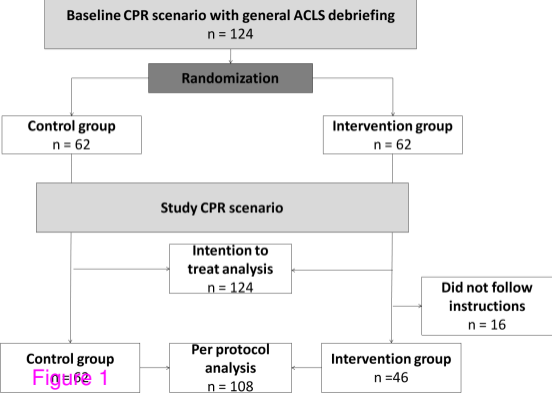 Baseline CPR scenario with general ACLS debriefing
n = 124
Randomization
Control group
n = 62
Intervention group
n = 62
Study CPR scenario
Intention to
treat analysis
n = 124
Did not follow
instructions
n = 16
Control group
n = 62
Per protocol
analysis
n = 108
Intervention group
n =46
Figure 1